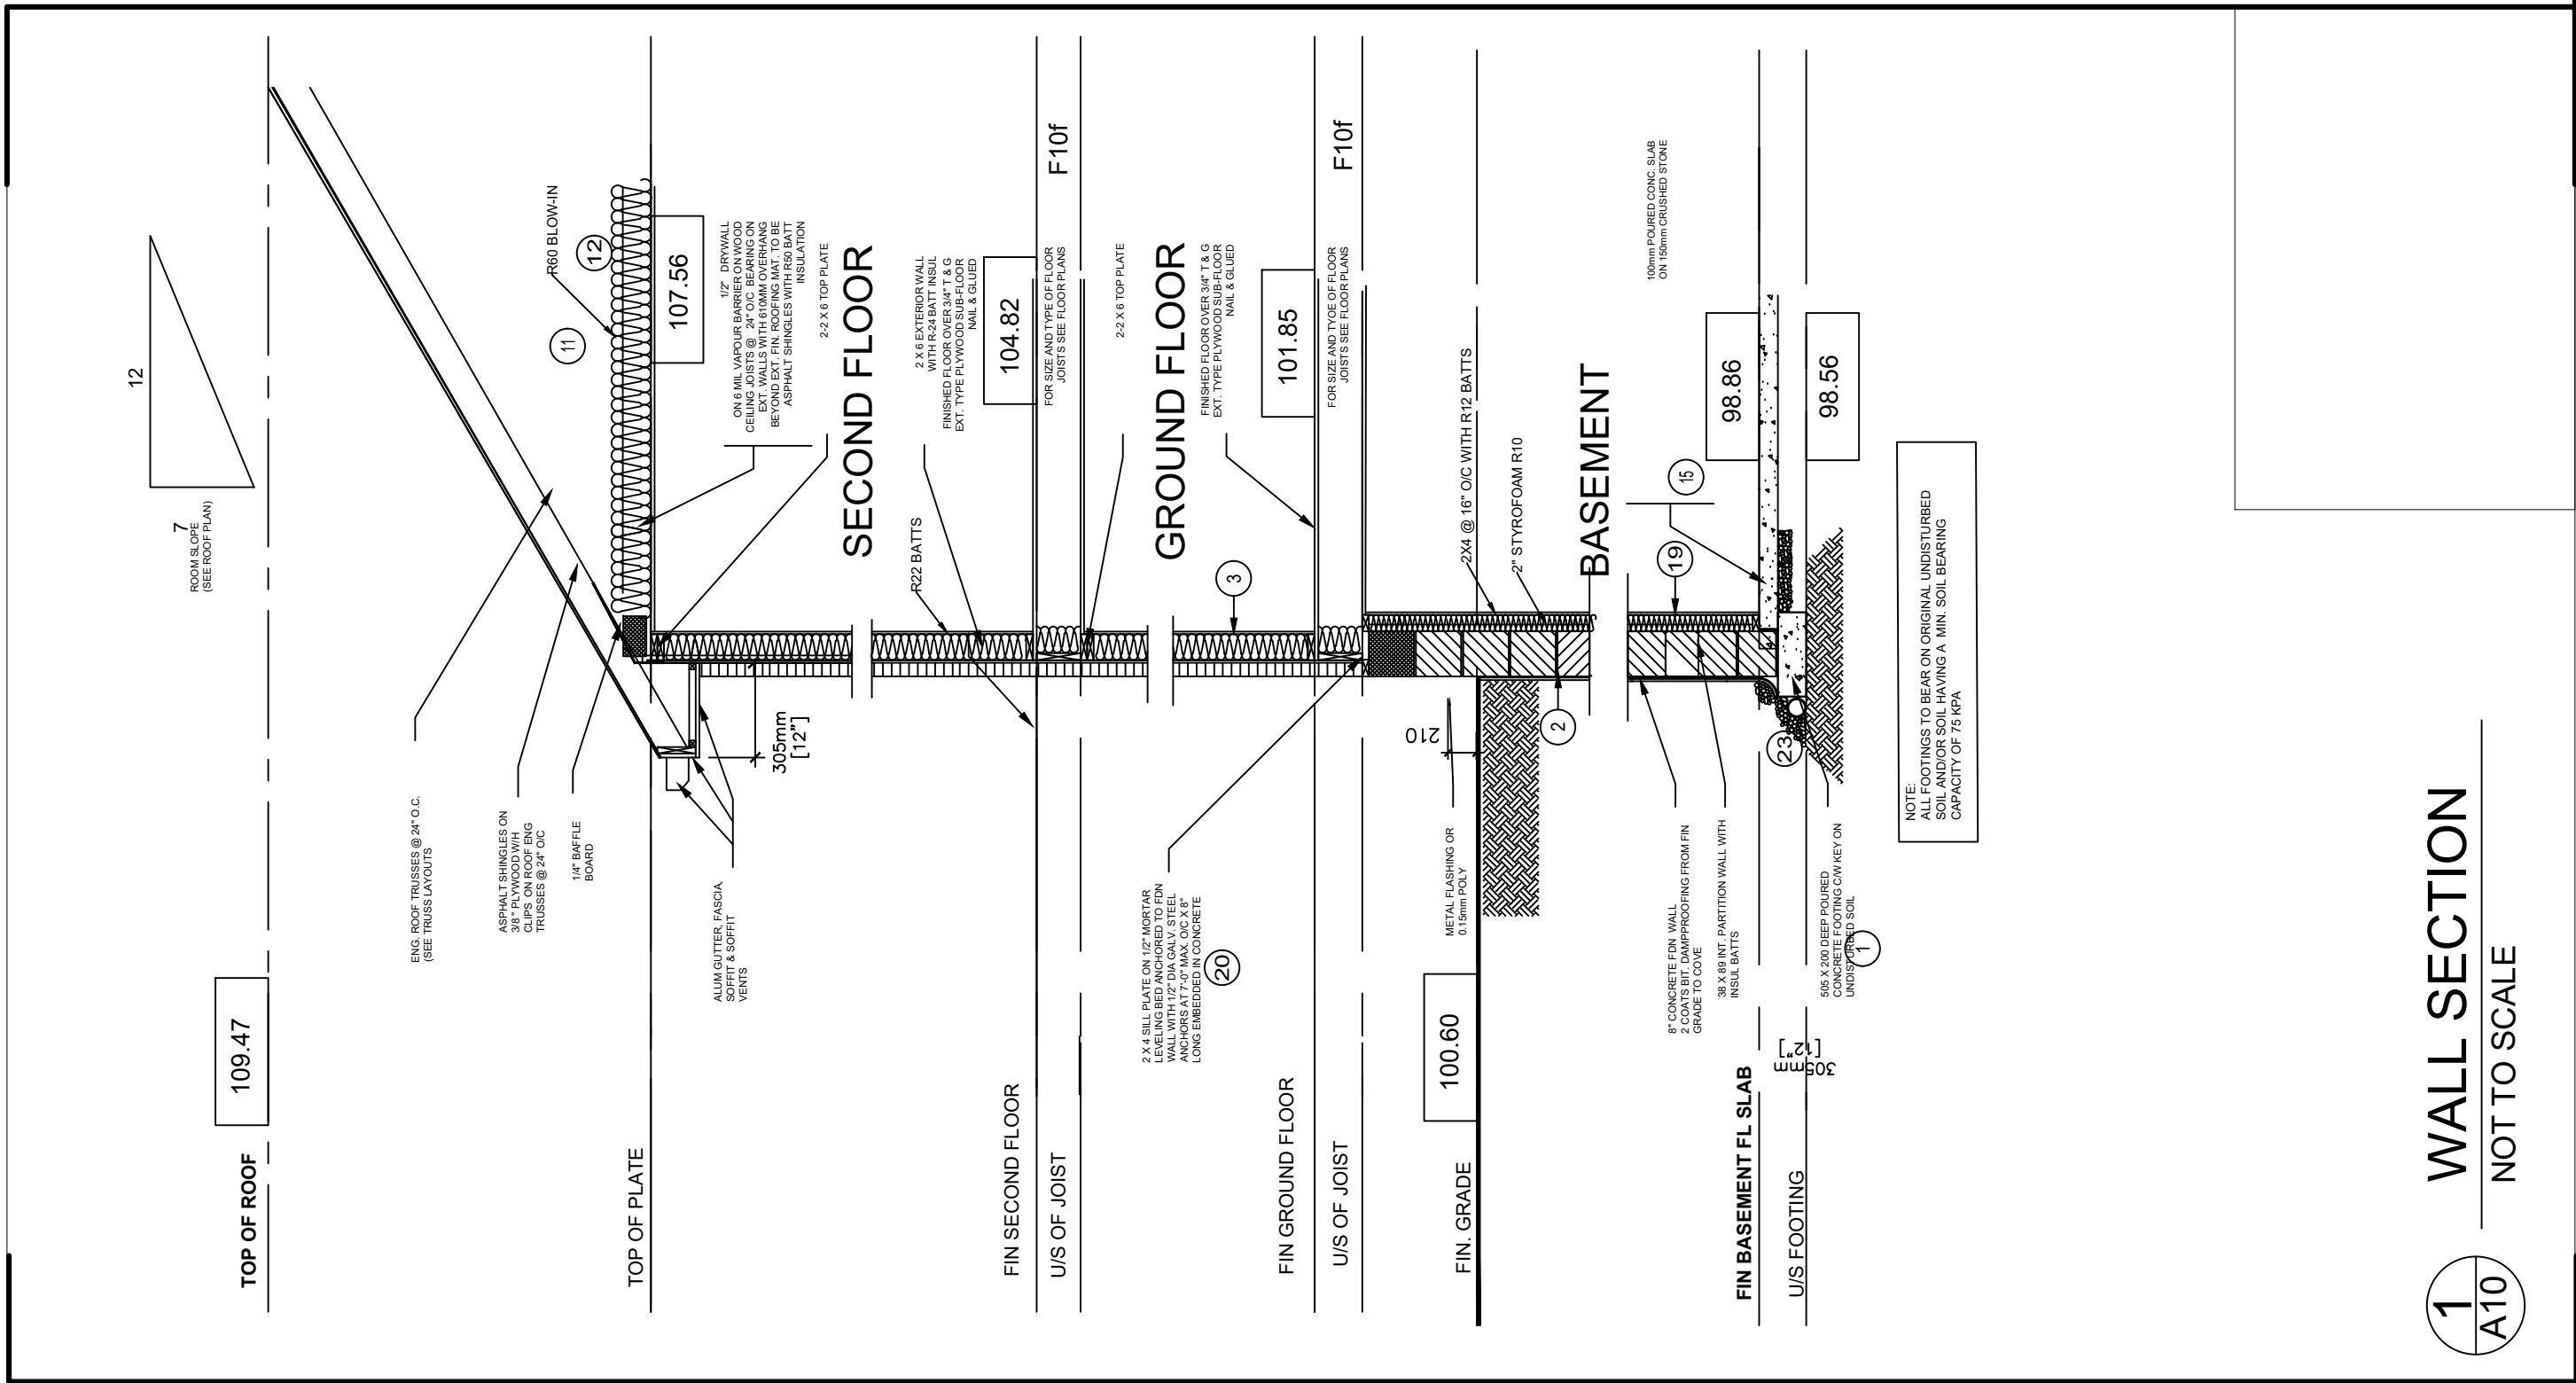 12
7
ROOM SLOPE
(SEE ROOF PLAN)
109.47
TOP OF ROOF
ENG. ROOF TRUSSES @ 24" O.C.
(SEE TRUSS LAYOUTS
ASPHALT SHINGLES ON
3/8" PLYWOOD W/H
CLIPS ON ROOF ENG
TRUSSES @ 24" O/C
1/4" BAFFLE
BOARD
R60 BLOW-IN
12
11
107.56
TOP OF PLATE
1/2" DRYWALL
ON 6 MIL VAPOUR BARRIER ON WOOD
CEILING JOISTS @ 24" O/C BEARING ON
EXT. WALLS WITH 610MM OVERHANG
BEYOND EXT. FIN. ROOFING MAT. TO BE
ASPHALT SHINGLES WITH R50 BATT
INSULATION
2-2 X 6 TOP PLATE
ALUM GUTTER, FASCIA,
SOFFIT & SOFFIT
VENTS
305mm
[12"]
SECOND FLOOR
R22 BATTS
2 X 6 EXTERIOR WALL
WITH R-24 BATT INSUL
FINISHED FLOOR OVER 3/4" T & G
EXT. TYPE PLYWOOD SUB-FLOOR
NAIL & GLUED
104.82
FIN SECOND FLOOR
FOR SIZE AND TYPE OF FLOOR
JOISTS SEE FLOOR PLANS
F10f
U/S OF JOIST
2-2 X 6 TOP PLATE
GROUND FLOOR
3
FINISHED FLOOR OVER 3/4" T & G
EXT. TYPE PLYWOOD SUB-FLOOR
NAIL & GLUED
2 X 4 SILL PLATE ON 1/2" MORTAR
LEVELING BED ANCHORED TO FDN
WALL WITH 1/2" DIA GALV. STEEL
ANCHORS AT 7'-0" MAX. O/C X 8"
LONG EMBEDDED IN CONCRETE
20
101.85
FIN GROUND FLOOR
FOR SIZE AND TYOE OF FLOOR
JOISTS SEE FLOOR PLANS
F10f
U/S OF JOIST
METAL FLASHING OR
0.15mm POLY
210
100.60
FIN. GRADE
2X4 @ 16" O/C WITH R12 BATTS
2" STYROFOAM R10
2
BASEMENT
100mm POURED CONC. SLAB
ON 150mm CRUSHED STONE
15
19
8" CONCRETE FDN WALL
2 COATS BIT. DAMPPROOFING FROM FIN
GRADE TO COVE
38 X 89 INT. PARTITION WALL WITH
INSUL BATTS
98.86
FIN BASEMENT FL SLAB
305mm
[12"]
23
98.56
U/S FOOTING
505 X 200 DEEP POURED
CONCRETE FOOTING C/W KEY ON
UNDISTURBED SOIL
1
NOTE:
ALL FOOTINGS TO BEAR ON ORIGINAL UNDISTURBED
SOIL AND/OR SOIL HAVING A MIN. SOIL BEARING
CAPACITY OF 75 KPA
1
A10
WALL SECTION
NOT TO SCALE